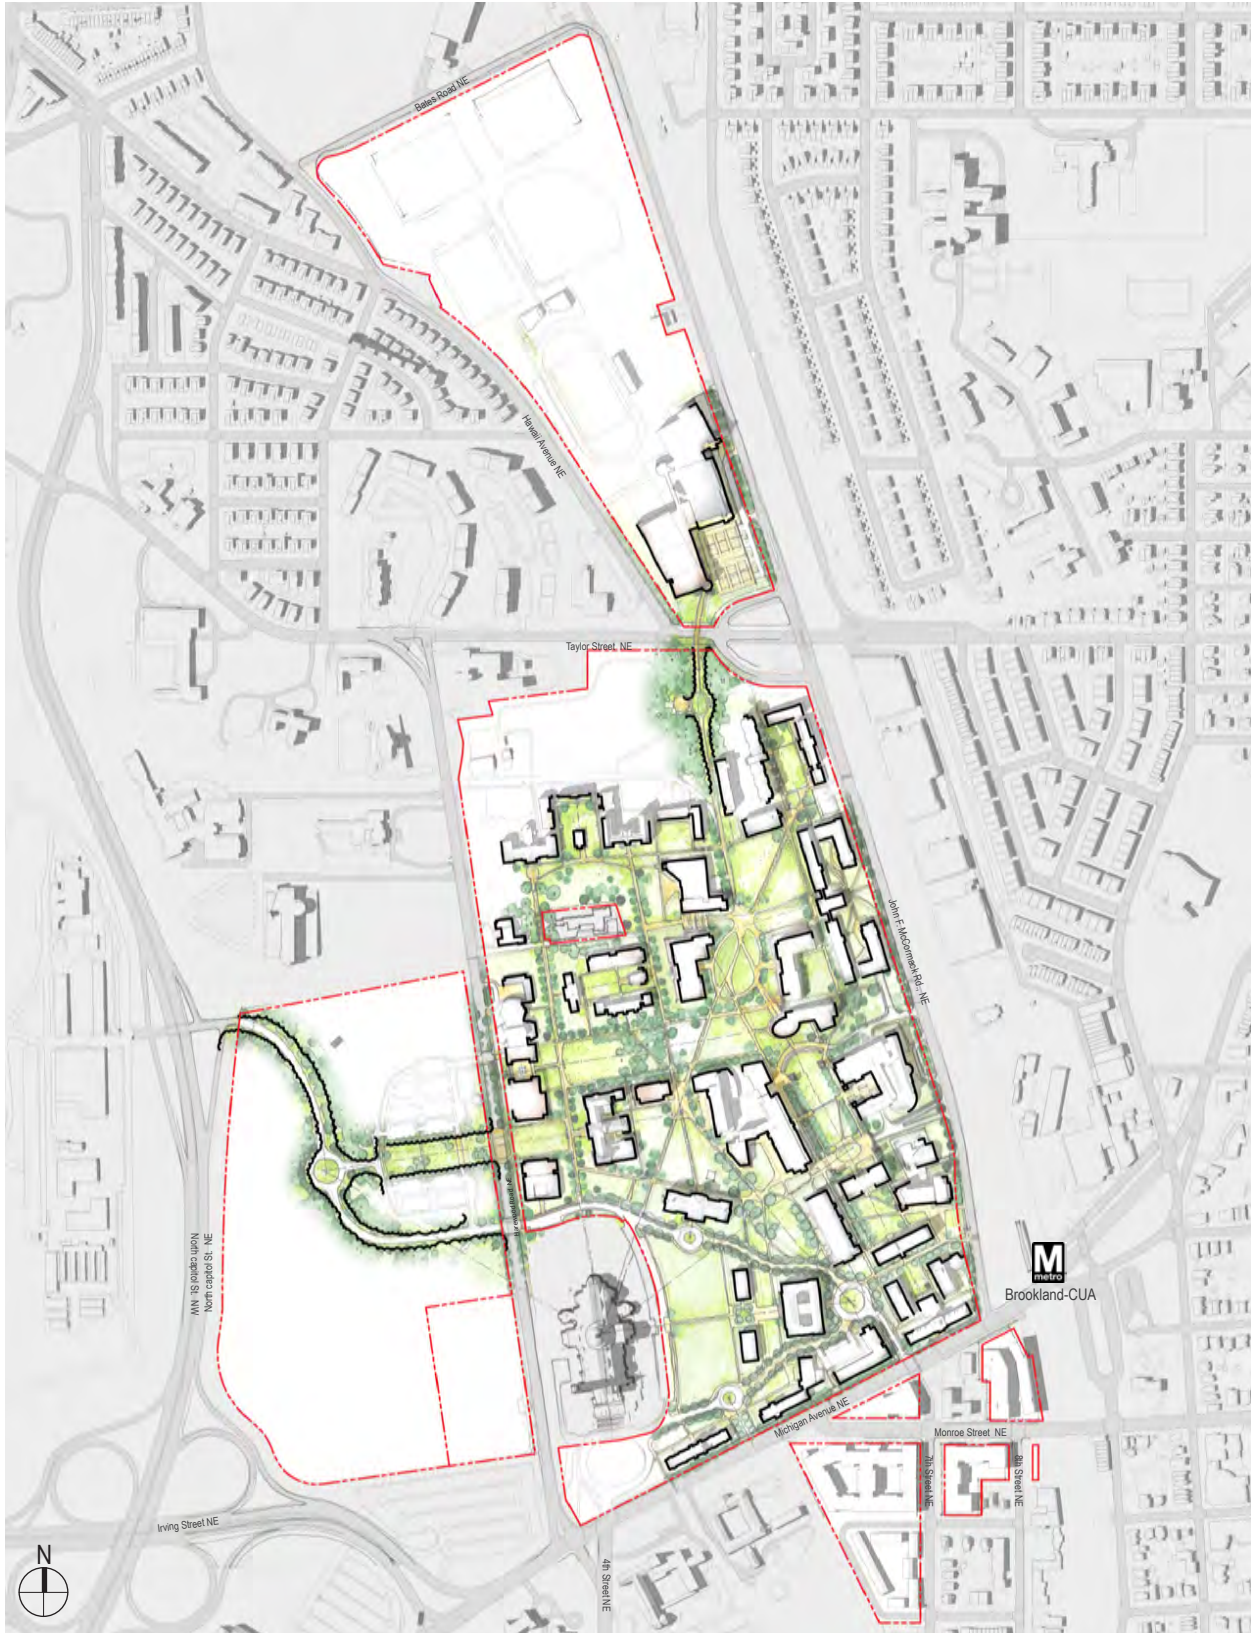 Bates Road NE
Hawaii Avenue NE
Taylor Street NE
John F. McCormack Rd., NE
North capitol St. NW
North capitol St. NE
M
metro
Brookland-CUA
Michigan Avenue NE
Monroe Street NE
7th Street NE
8th Street NE
Irving Street NE
4th Street NE
N